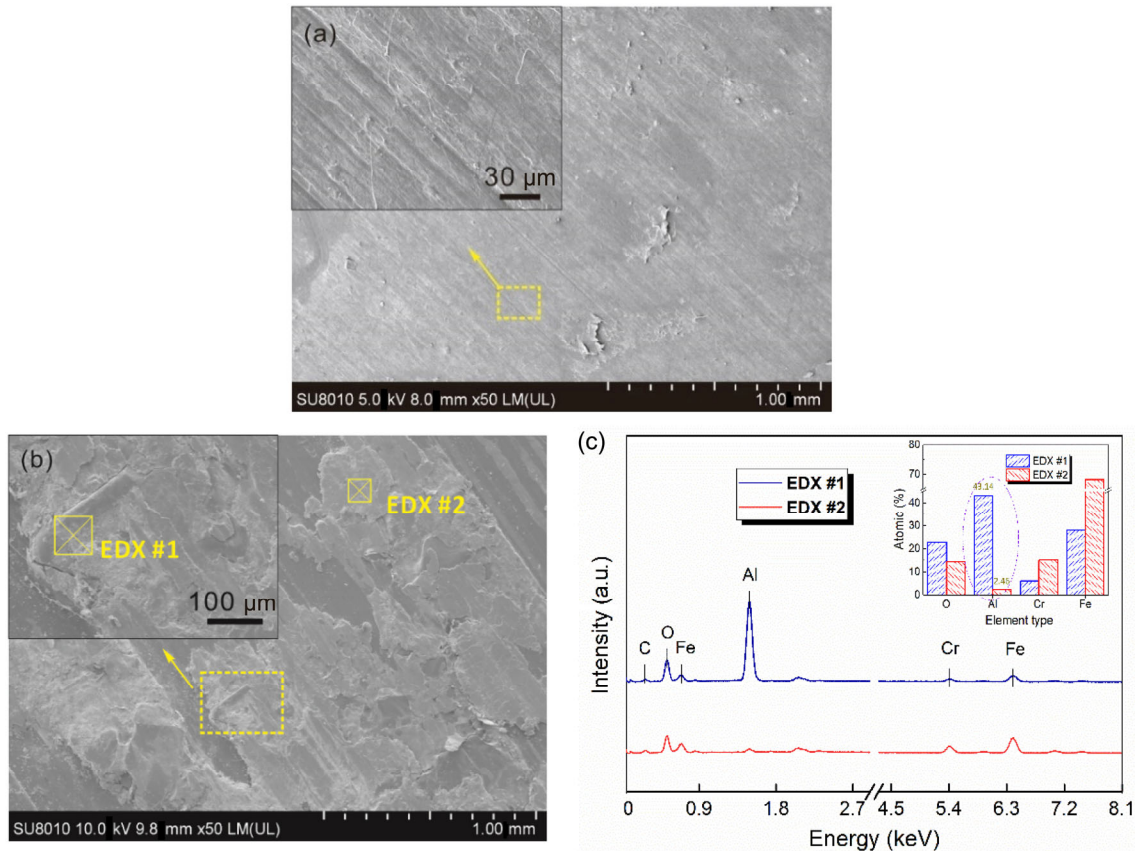 (a)
30 µm
SU8010 5.0 kV 8.0 mm x50 LM(UL)
1.00 mm
(b)
EDX #1
EDX #2
100 µm
SU8010 10.0 kV 9.8 mm x50 LM(UL)
1.00 mm
(c)
EDX #1
EDX #2
Intensity (a.u.)
C
O
Fe
Al
Cr
Fe
0
0.9
1.8
2.7
4.5
5.4
6.3
7.2
8.1
Energy (keV)
80
70
50
40
30
20
10
0
Atomic (%)
EDX #1
EDX #2
43.14
2.46
O
Al
Cr
Fe
Element type